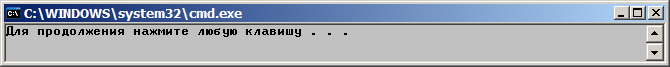 C:\WINDOWS\system32\cmd.exe
Для продолжения нажмите любую клавишу . . .